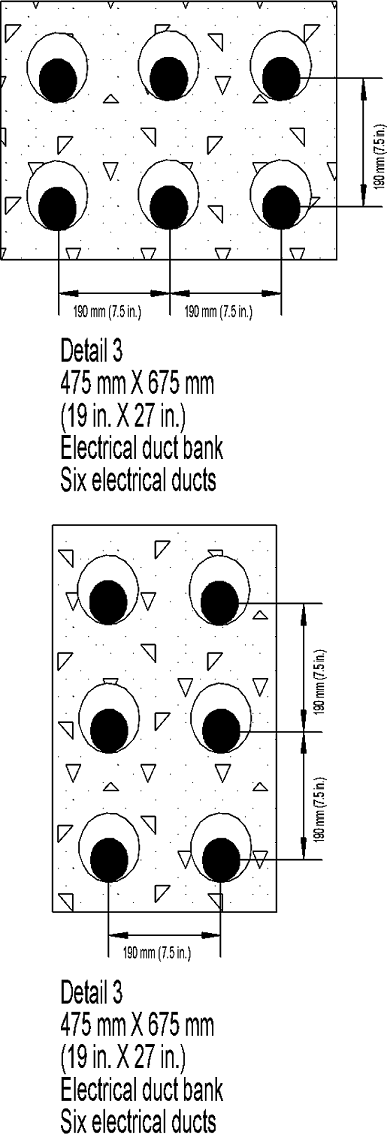 190 mm (7.5 in.)
190 mm (7.5 in.) 190 mm (7.5 in.)
Detail 3
475 mm X 675 mm
(19 in. X 27 in.)
Electrical duct bank
Six electrical ducts
190 mm (7.5 in.)
190 mm (7.5 in.)
190 mm (7.5 in.)
Detail 3
475 mm X 675 mm
(19 in. X 27 in.)
Electrical duct bank
Six electrical ducts